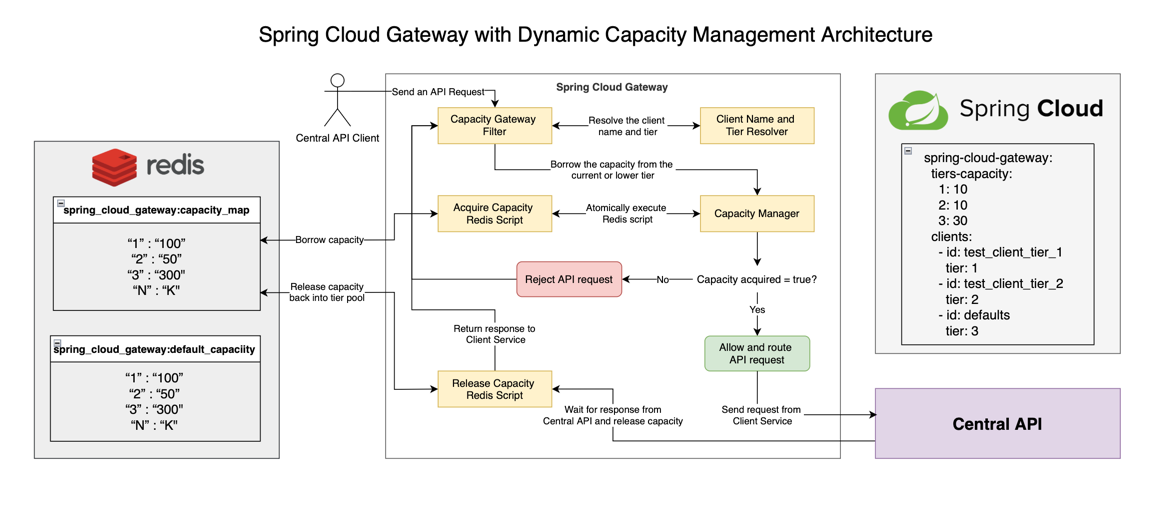 Spring Cloud Gateway with Dynamic Capacity Management Architecture
redis
spring_cloud_gateway:capacity_map
“1” : “100”
“2” : “50”
“3” : “300"
“N” : “K"
spring_cloud_gateway:default_capaciity
“1” : “100”
“2” : “50”
“3” : “300"
“N” : “K"
Central API Client
Send an API Request
Borrow capacity
Release capacity
back into tier pool
Spring Cloud Gateway
Capacity Gateway
Filter
Resolve the client
name and tier
Client Name and
Tier Resolver
Borrow the capacity from the
current or lower tier
Acquire Capacity
Redis Script
Atomically execute
Redis script
Capacity Manager
Reject API request
No
Capacity acquired = true?
Yes
Return response to
Client Service
Allow and route
API request
Release Capacity
Redis Script
Wait for response from
Central API and release capacity
Send request from
Client Service
Spring Cloud
spring-cloud-gateway:
tiers-capacity:
1: 10
2: 10
3: 30
clients:
- id: test_client_tier_1
tier: 1
- id: test_client_tier_2
tier: 2
- id: defaults
tier: 3
Central API